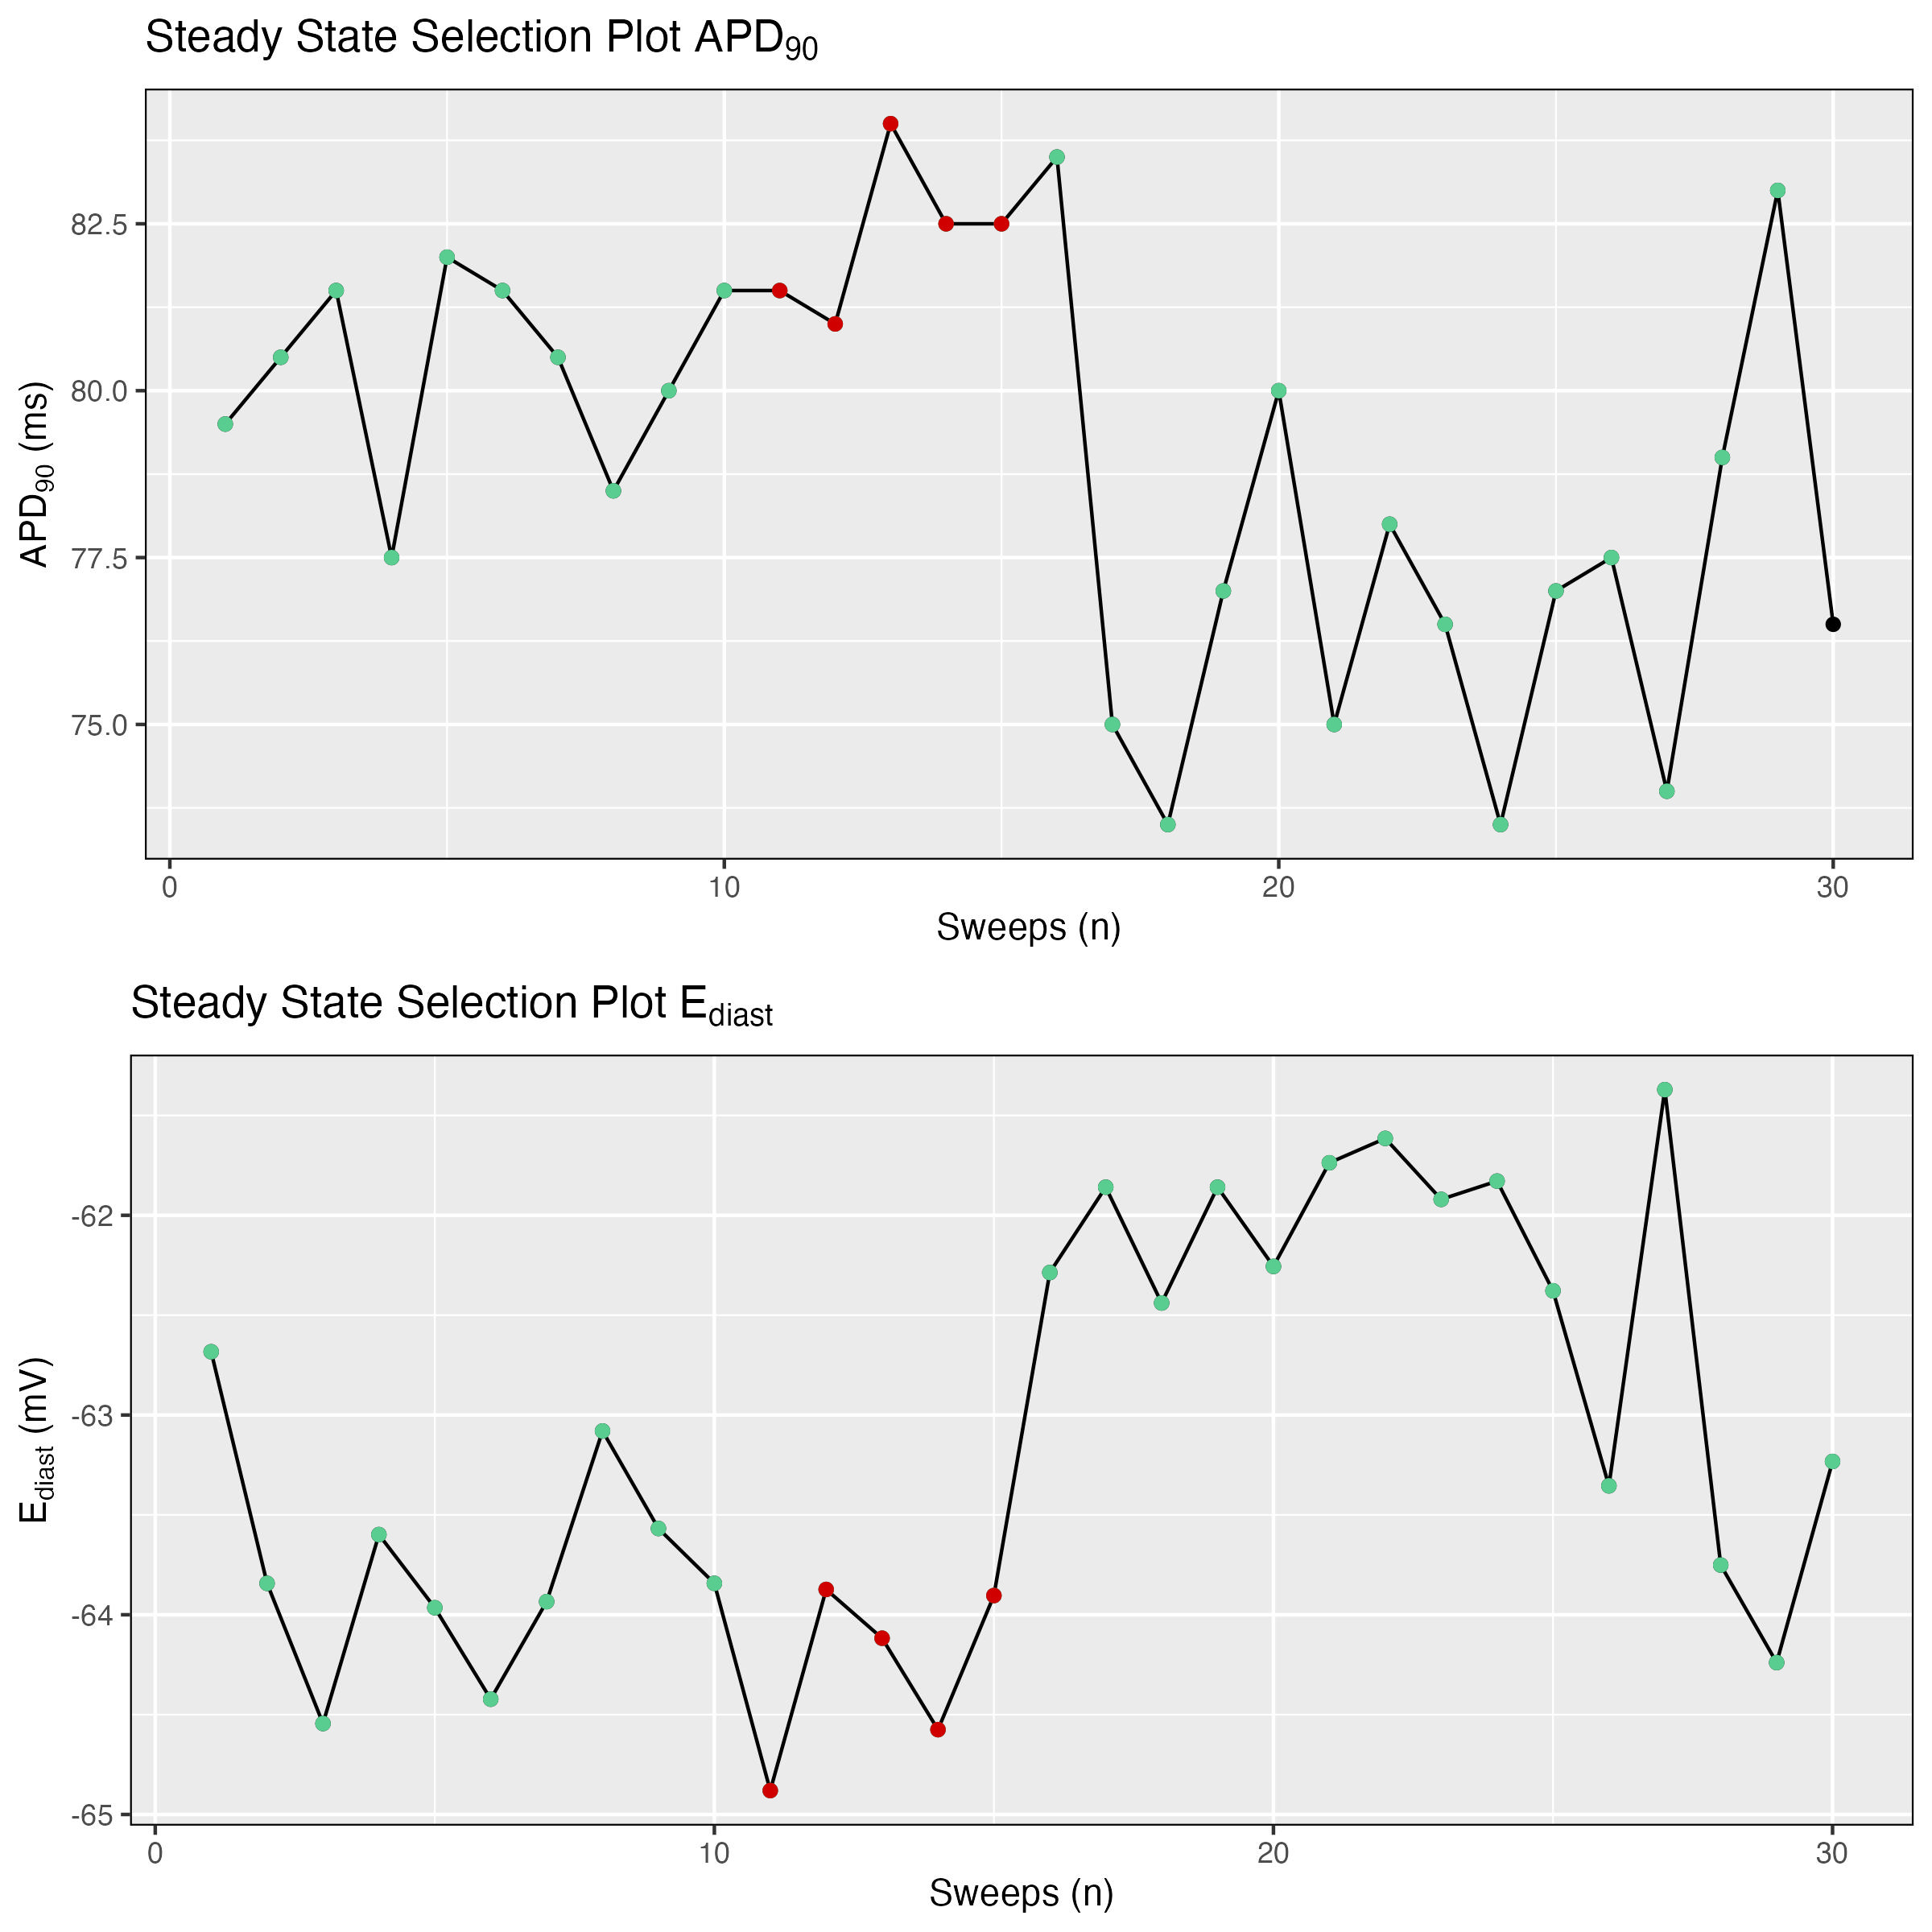 Steady State Selection Plot APD90
82.5
80.0
77.5
75.0
APD90 (ms)
0 10 20 30
Sweeps (n)
Steady State Selection Plot Ediast
-62
-63
-64
-65
Ediast (mV)
0 10 20 30
Sweeps (n)